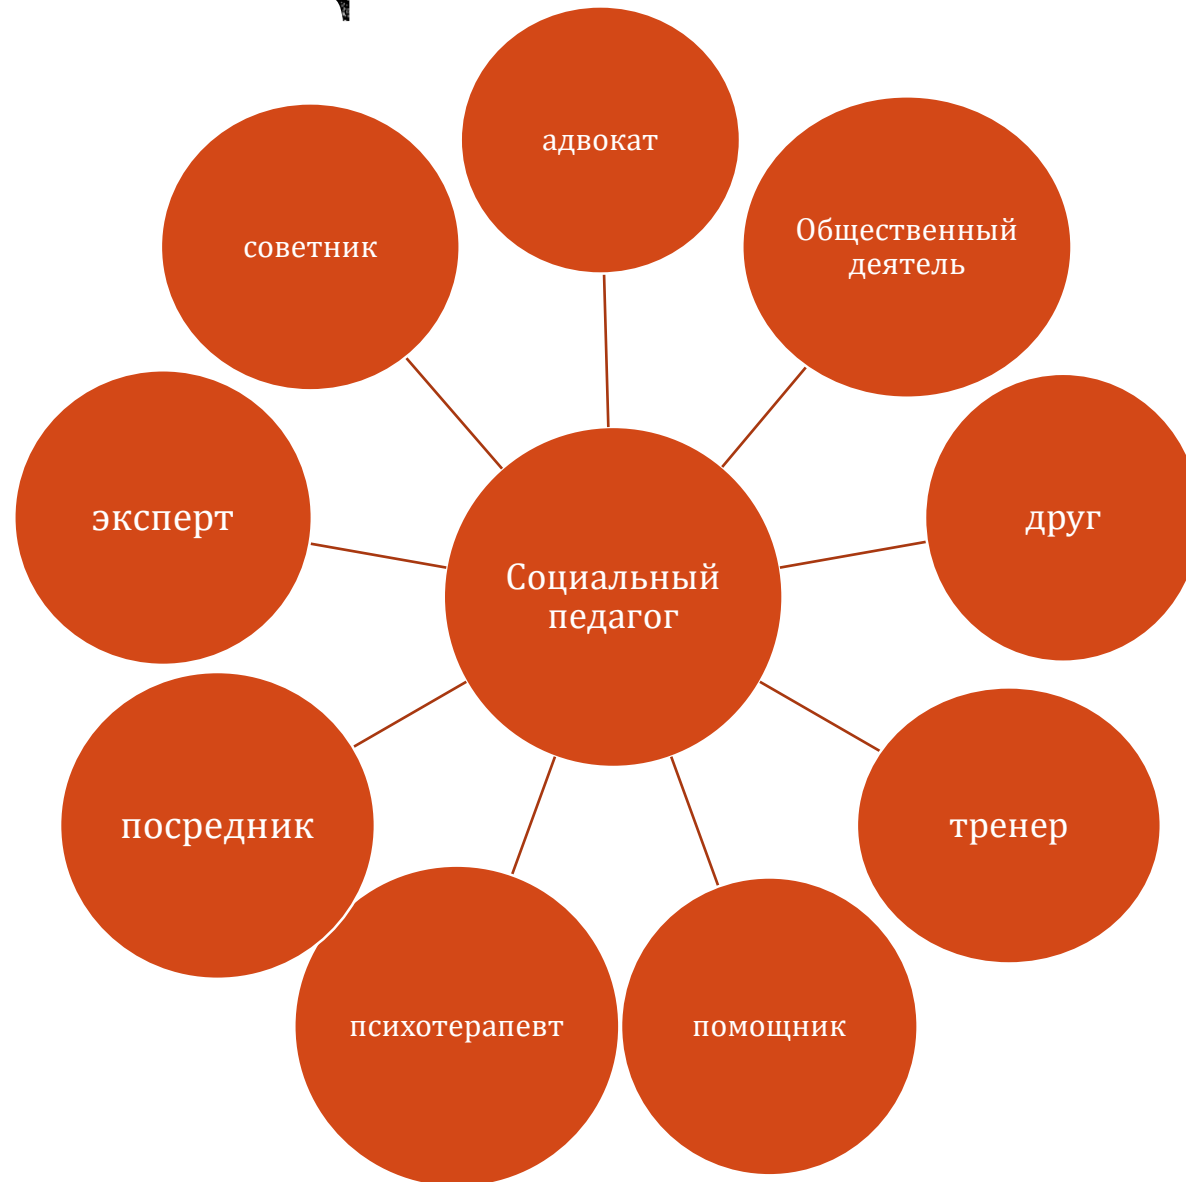 адвокат
Общественный
деятель
советник
эксперт
друг
Социальный
педагог
посредник
тренер
психотерапевт
помощник